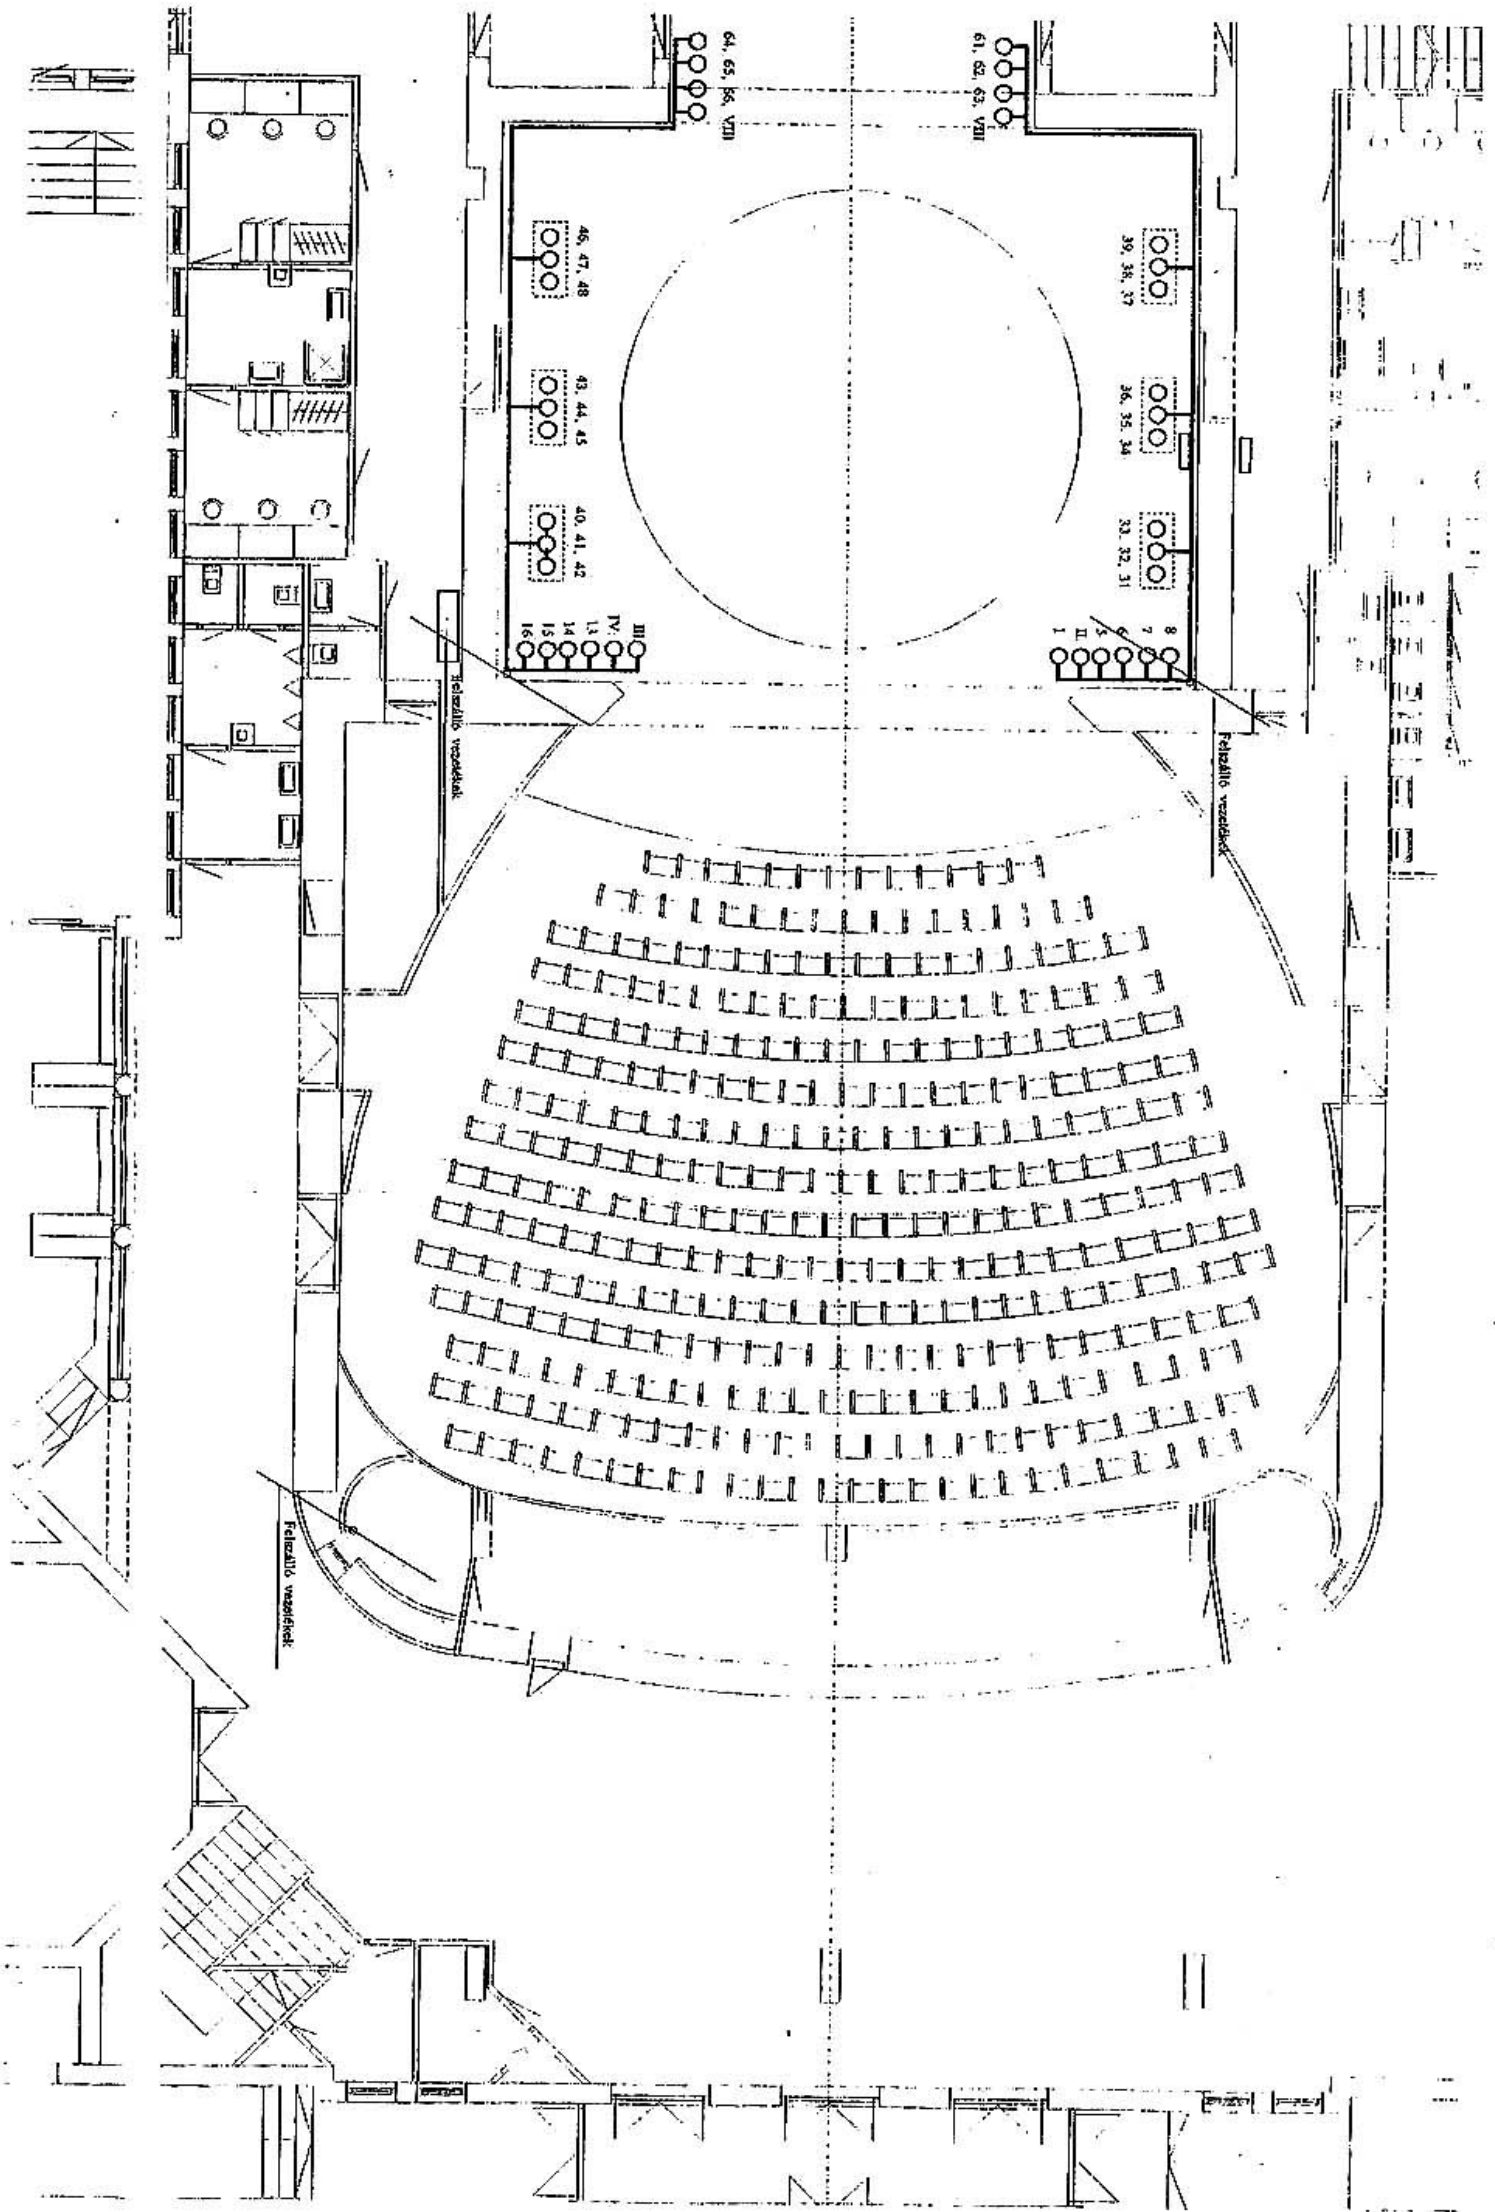 64, 65, 66, VIII
61, 62, 63, VIII
46, 47, 48
39, 38, 37
43, 44, 45
36, 35, 34
40, 41, 42
33, 32, 31
16 15 14 13 IV. III
I II 5 6 7 8
Felszálló vezetékek
Felszálló vezetékek
Felszálló vezetékek